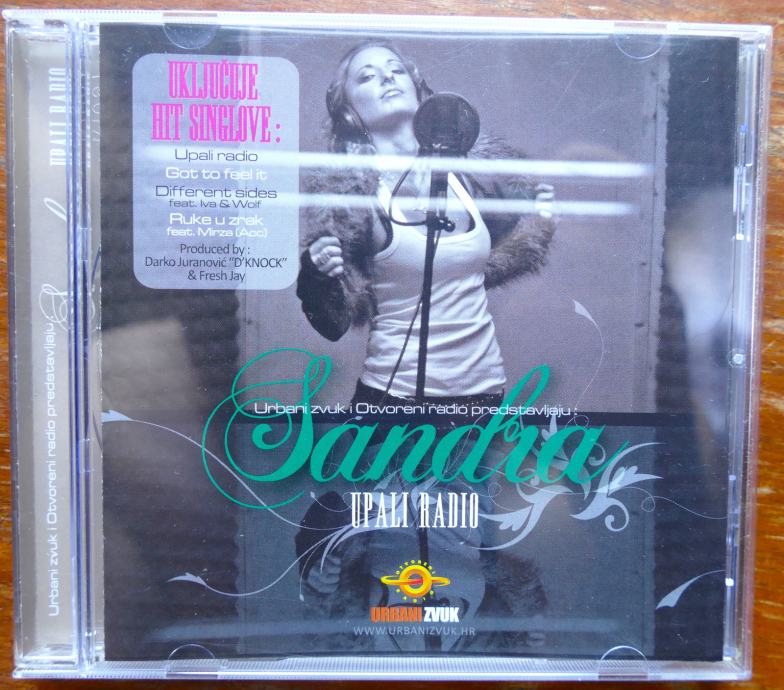 UKLJUČUJE
HIT SINGLOVE :
Upali radio
Got to feel it
Different sides
feat. Iva & Wolf
Ruke u zrak
feat. Mirza (Acc)
Produced by :
Darko Juranović "D'KNOCK"
& Fresh Jay
Urbani zvuk i Otvoreni radio predstavljaju :
Sandra
UPALI RADIO
URBANI ZVUK
WWW.URBANIZVUK.HR
Urbani zvuk i Otvoreni radio predstavljaju :
UPALI RADIO